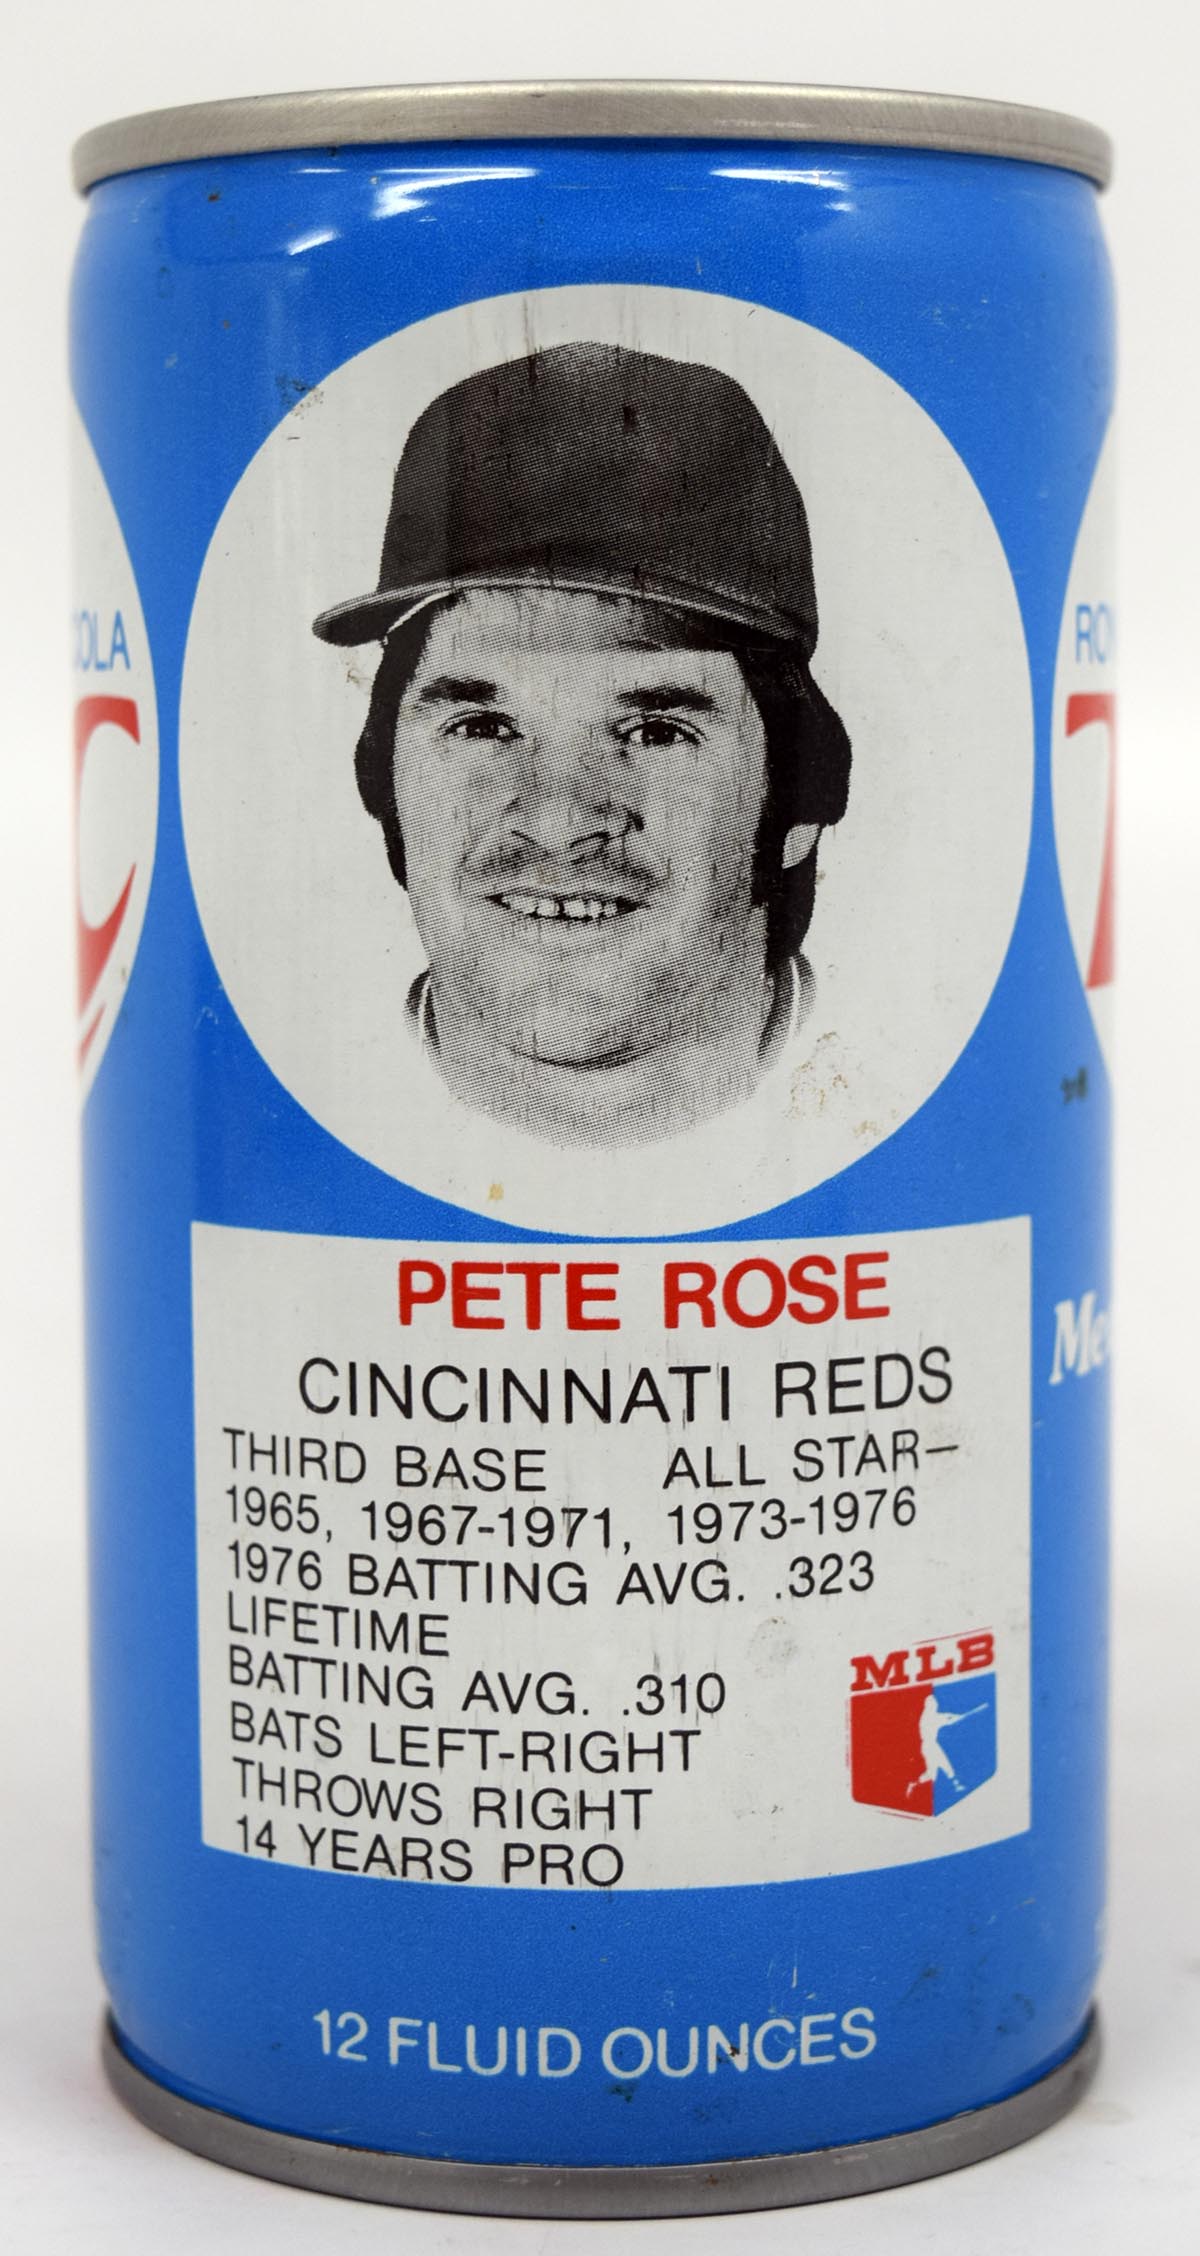 PETE ROSE
CINCINNATI REDS
THIRD BASE ALL STAR—
1965, 1967-1971, 1973-1976
1976 BATTING AVG. .323
LIFETIME
BATTING AVG. .310
BATS LEFT-RIGHT
THROWS RIGHT
14 YEARS PRO
MLB
12 FLUID OUNCES